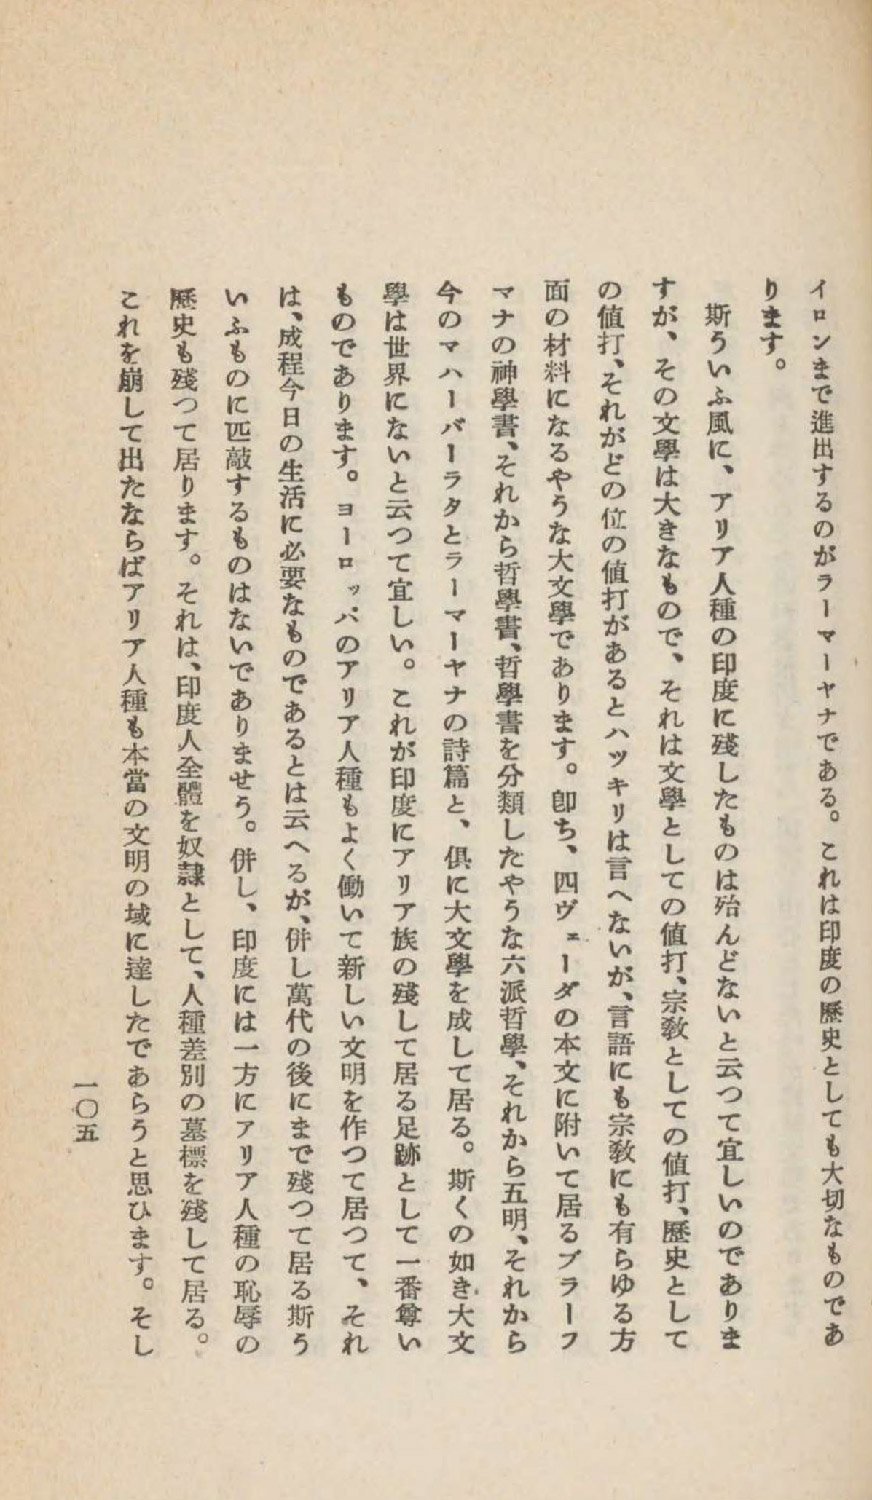 イロンまで進出するのがラーマーヤナである。これは印度の歷史としても大切なものであ
ります。
斯ういふ風に、アリア人種の印度に殘したものは殆んどないと云つて宜しいのでありま
すが、その文學は大きなもので、それは文學としての値打、宗敎としての値打、歷史として
の値打、それがどの位の値打があるとハッキリは言へないが、言語にも宗敎にも有らゆる方
面の材料になるやうな大文學であります。卽ち、四ヴェーダの本文に附いて居るブラーフ
マナの神學書、それから哲學書、哲學書を分類したやうな六派哲學、それから五明、それから
今のマハーバーラタとラーマーヤナの詩篇と、俱に大文學を成して居る。斯くの如き大文
學は世界にないと云つて宜しい。これが印度にアリア族の殘して居る足跡として一番尊い
ものであります。ヨーロッパのアリア人種もよく働いて新しい文明を作つて居つて、それ
は、成程今日の生活に必要なものであるとは云へるが、併し萬代の後にまで殘つて居る斯う
いふものに匹敵するものはないでありませう。併し、印度には一方にアリア人種の恥辱の
歷史も殘つて居ります。それは、印度人全體を奴隷として、人種差別の墓標を殘して居る。
これを崩して出たならばアリア人種も本當の文明の域に達したであらうと思ひます。そし
一〇五